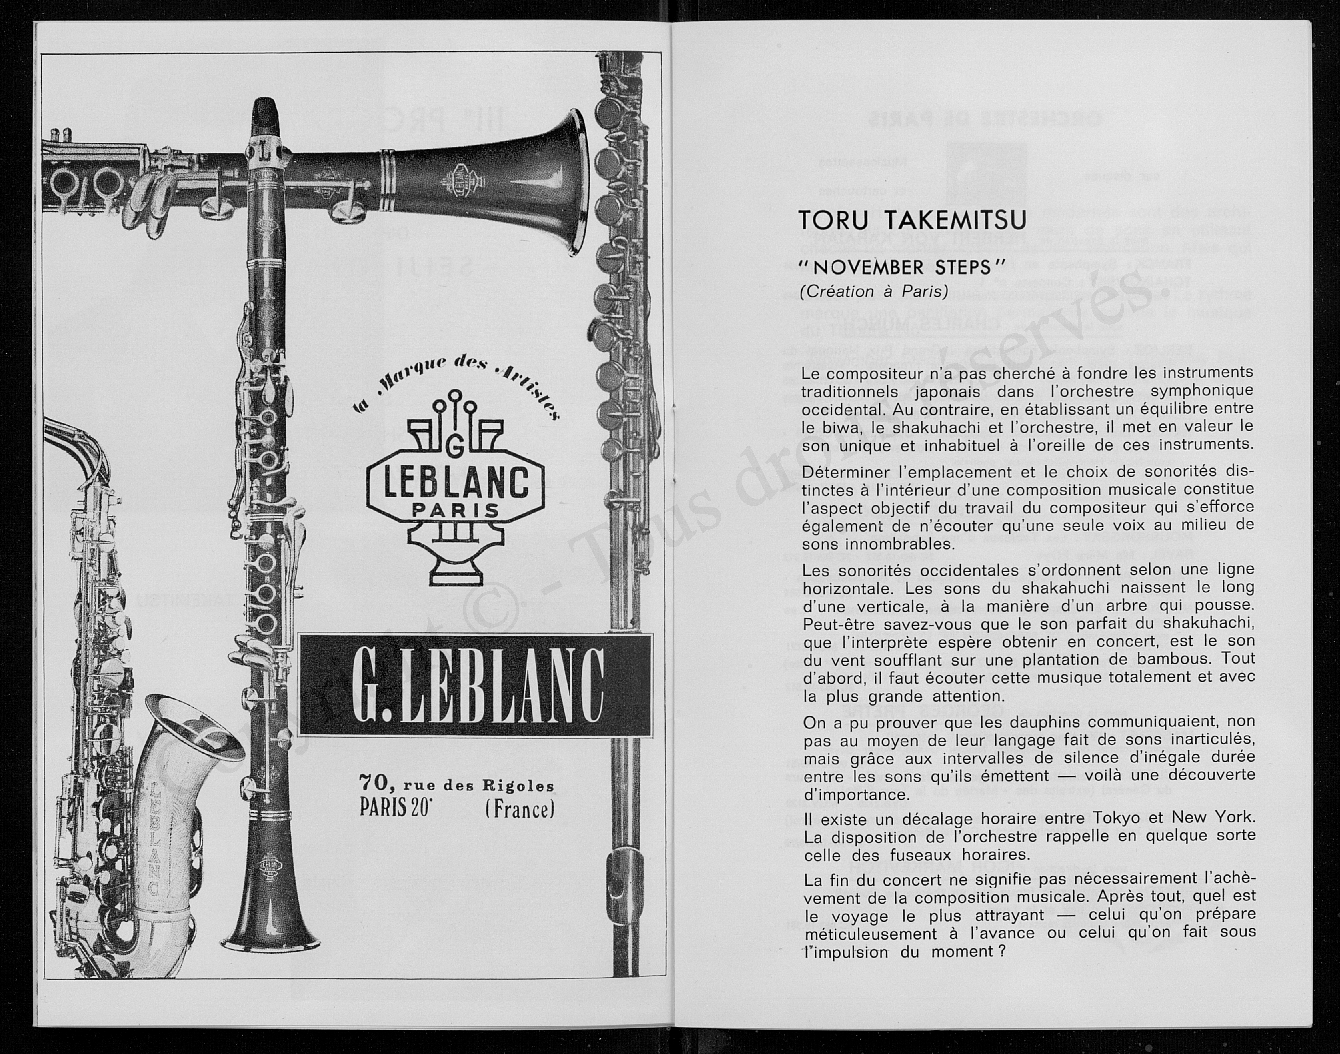 la Marque des Artistes
G
LEBLANC
PARIS
G. LEBLANC
70, rue des Rigoles
PARIS 20e (France)
TORU TAKEMITSU
“NOVEMBER STEPS”
(Création à Paris)
Le compositeur n'a pas cherché à fondre les instruments
traditionnels japonais dans l'orchestre symphonique
occidental. Au contraire, en établissant un équilibre entre
le biwa, le shakuhachi et l'orchestre, il met en valeur le
son unique et inhabituel à l'oreille de ces instruments.
Déterminer l'emplacement et le choix de sonorités dis-
tinctes à l'intérieur d'une composition musicale constitue
l'aspect objectif du travail du compositeur qui s'efforce
également de n'écouter qu'une seule voix au milieu de
sons innombrables.
Les sonorités occidentales s'ordonnent selon une ligne
horizontale. Les sons du shakahuchi naissent le long
d'une verticale, à la manière d'un arbre qui pousse.
Peut-être savez-vous que le son parfait du shakuhachi,
que l'interprète espère obtenir en concert, est le son
du vent soufflant sur une plantation de bambous. Tout
d'abord, il faut écouter cette musique totalement et avec
la plus grande attention.
On a pu prouver que les dauphins communiquaient, non
pas au moyen de leur langage fait de sons inarticulés,
mais grâce aux intervalles de silence d'inégale durée
entre les sons qu'ils émettent — voilà une découverte
d'importance.
Il existe un décalage horaire entre Tokyo et New York.
La disposition de l'orchestre rappelle en quelque sorte
celle des fuseaux horaires.
La fin du concert ne signifie pas nécessairement l'achè-
vement de la composition musicale. Après tout, quel est
le voyage le plus attrayant — celui qu'on prépare
méticuleusement à l'avance ou celui qu'on fait sous
l'impulsion du moment ?
© - Tous droits réservés.